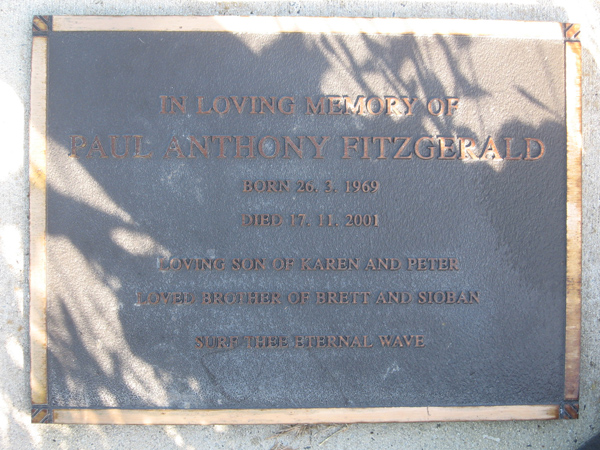 IN LOVING MEMORY OF
PAUL ANTHONY FITZGERALD
BORN 26. 3. 1969
DIED 17. 11. 2001
LOVING SON OF KAREN AND PETER
LOVED BROTHER OF BRETT AND SIOBAN
SURF THEE ETERNAL WAVE